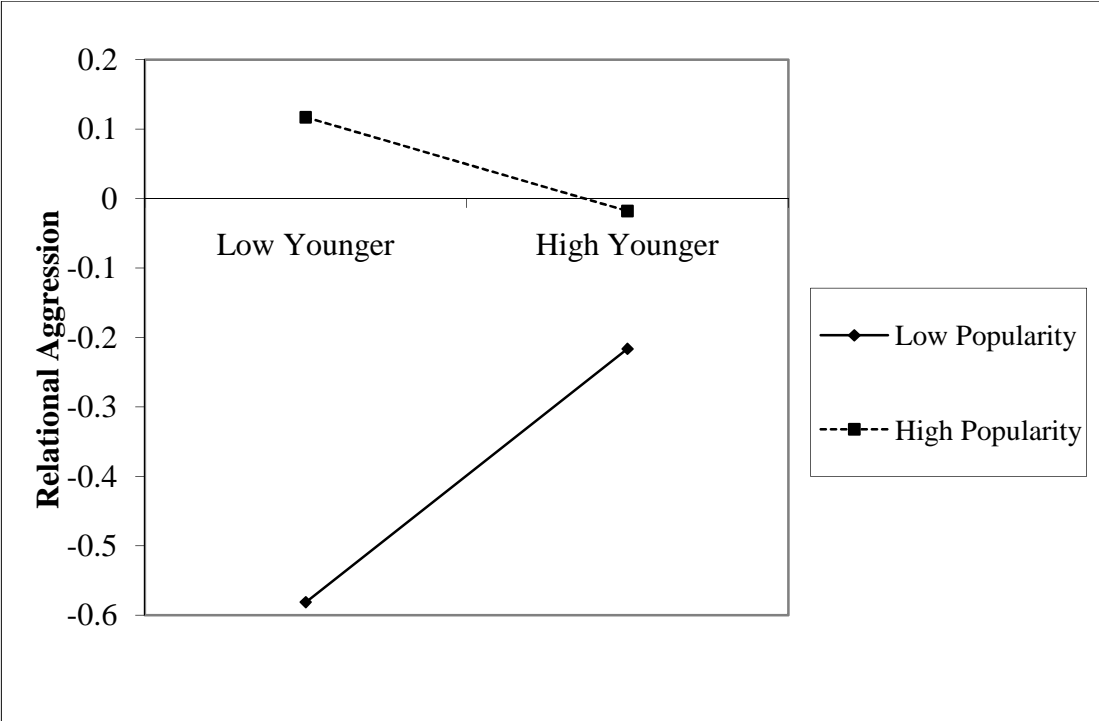 0.2
0.1
0
-0.1
-0.2
-0.3
-0.4
-0.5
-0.6
Relational Aggression
Low Younger
High Younger
Low Popularity
High Popularity